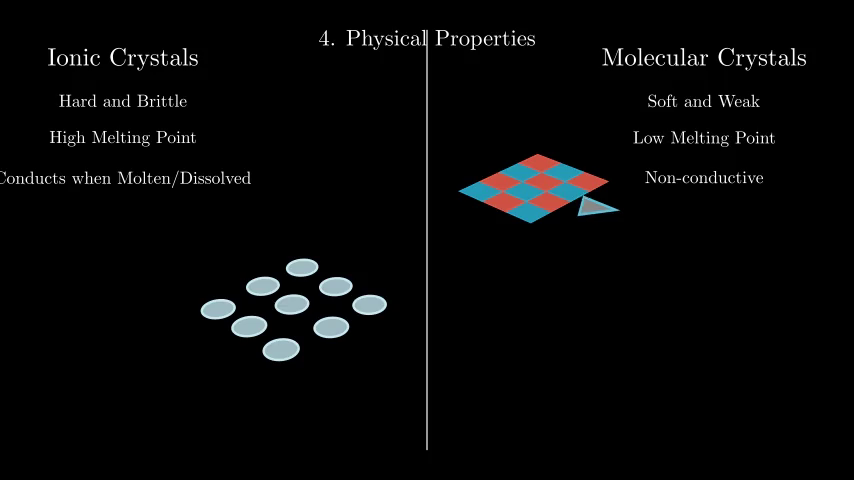 4. Physical Properties
Ionic Crystals
Hard and Brittle
High Melting Point
Conducts when Molten/Dissolved
Molecular Crystals
Soft and Weak
Low Melting Point
Non-conductive